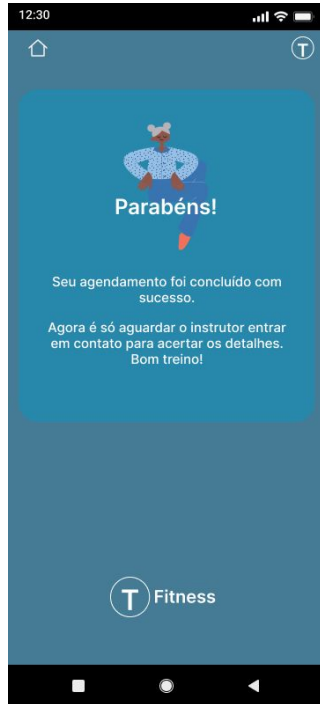 12:30
T
Parabéns!
Seu agendamento foi concluído com
sucesso.
Agora é só aguardar o instrutor entrar
em contato para acertar os detalhes.
Bom treino!
T Fitness